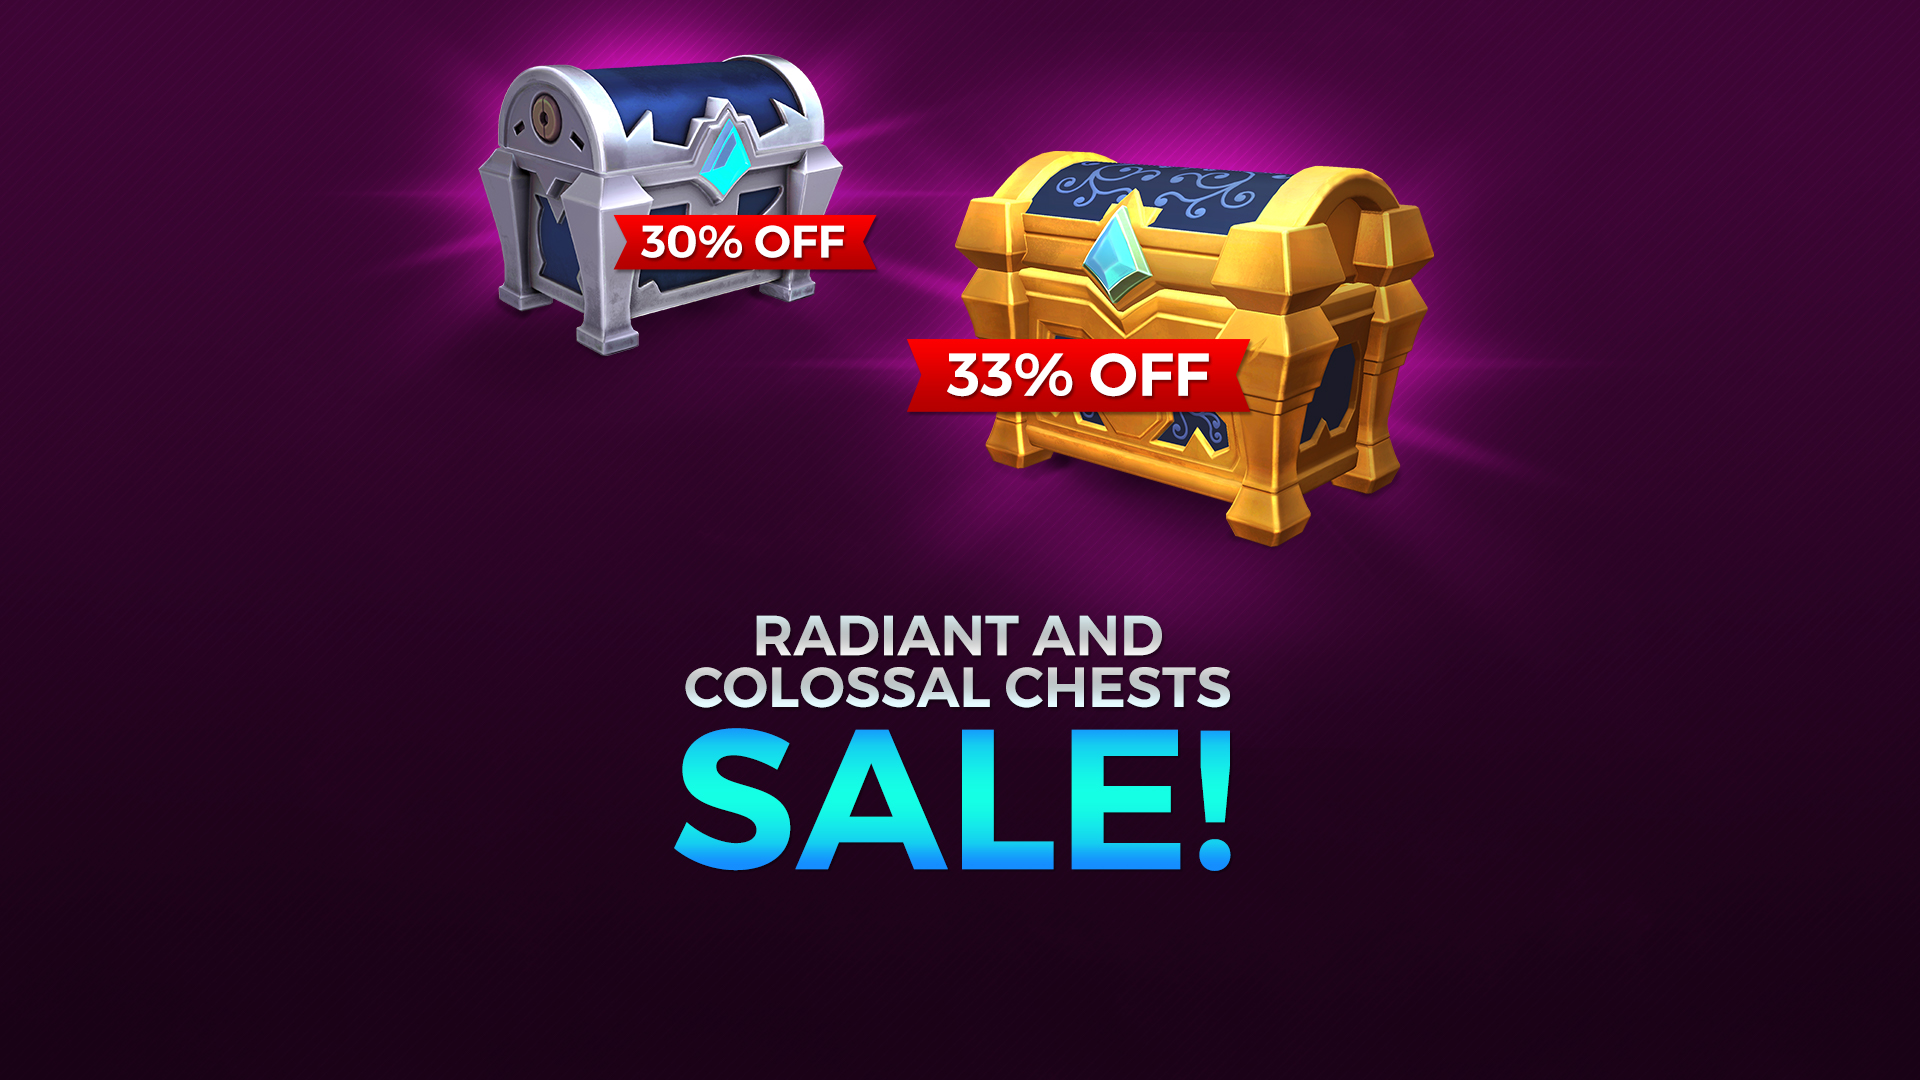 30% OFF
33% OFF
RADIANT AND
COLOSSAL CHESTS
SALE!